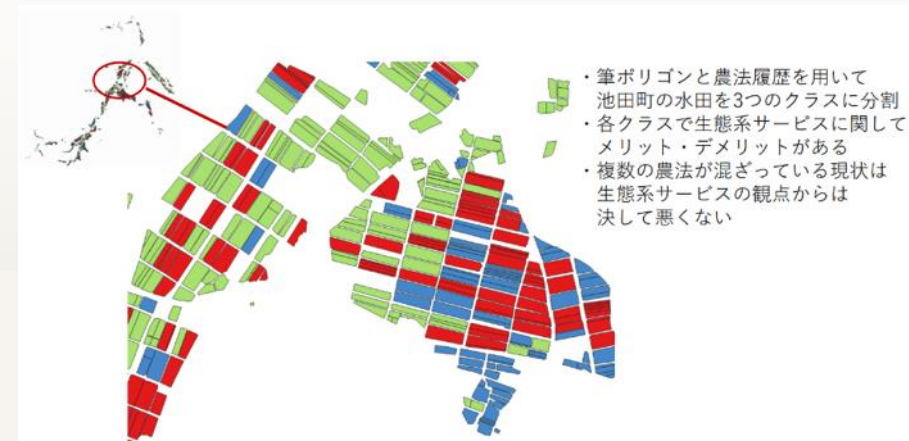 ・筆ポリゴンと農法履歴を用いて
池田町の水田を3つのクラスに分割
・各クラスで生態系サービスに関して
メリット・デメリットがある
・複数の農法が混ざっている現状は
生態系サービスの観点からは
決して悪くない